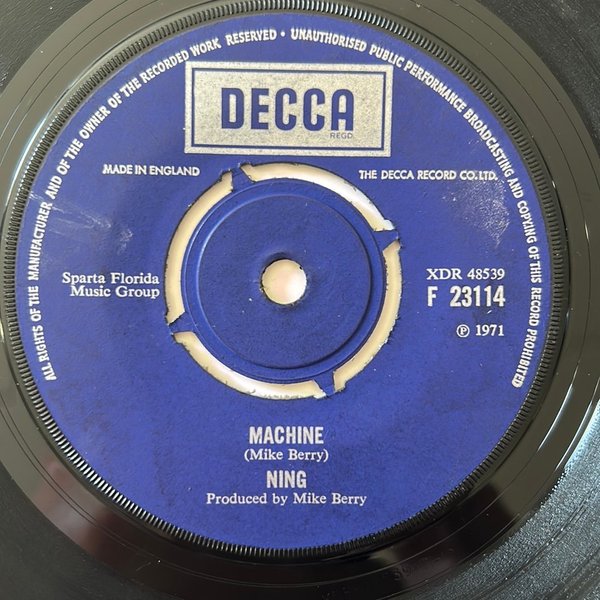 ALL RIGHTS OF THE MANUFACTURER AND OF THE OWNER OF THE RECORDED WORK RESERVED • UNAUTHORISED PUBLIC PERFORMANCE BROADCASTING AND COPYING OF THIS RECORD PROHIBITED
DECCA
REGD.
MADE IN ENGLAND
THE DECCA RECORD CO. LTD.
Sparta Florida
Music Group
XDR 48539
F 23114
℗ 1971
MACHINE
(Mike Berry)
NING
Produced by Mike Berry